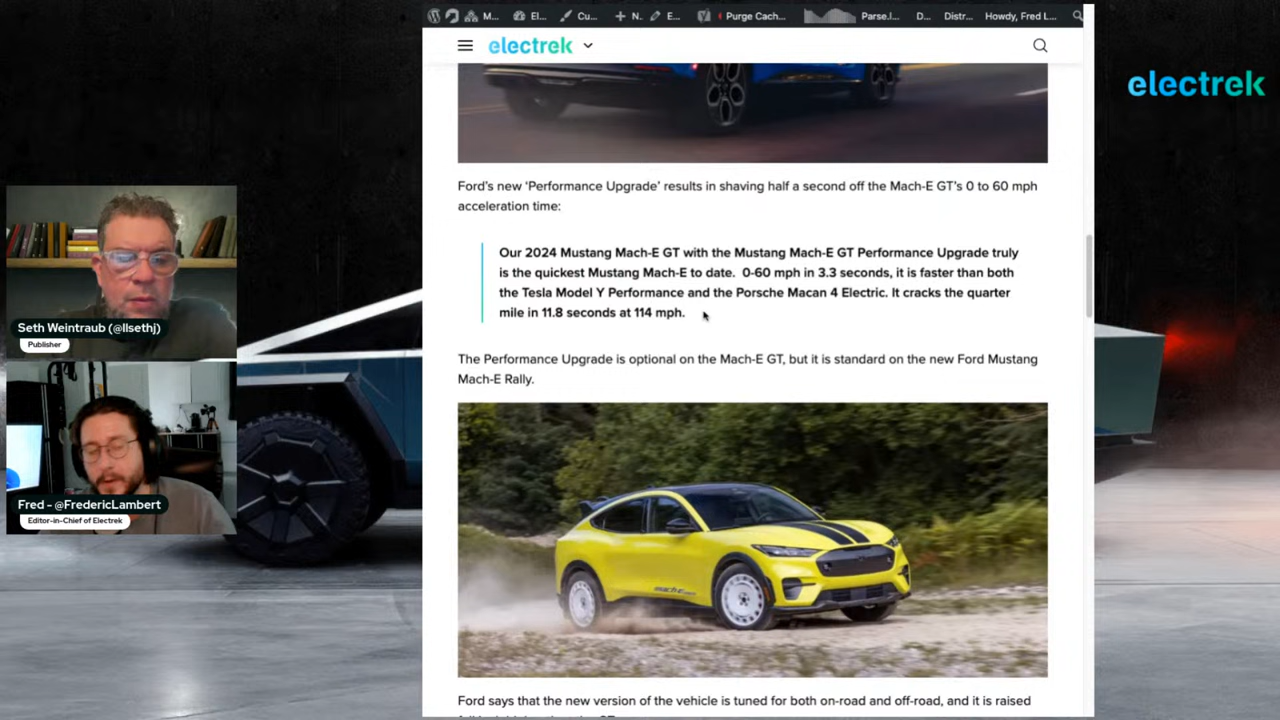 M...
El...
Cu...
N.
E...
Purge Cach...
Parse.l...
D...
Distr...
Howdy, Fred L...
electrek
electrek
Ford's new 'Performance Upgrade' results in shaving half a second off the Mach-E GT's 0 to 60 mph
acceleration time:
Our 2024 Mustang Mach-E GT with the Mustang Mach-E GT Performance Upgrade truly
is the quickest Mustang Mach-E to date. 0-60 mph in 3.3 seconds, it is faster than both
the Tesla Model Y Performance and the Porsche Macan 4 Electric. It cracks the quarter
mile in 11.8 seconds at 114 mph.
Seth Weintraub (@llsethj)
Publisher
The Performance Upgrade is optional on the Mach-E GT, but it is standard on the new Ford Mustang
Mach-E Rally.
Fred - @FredericLambert
Editor-in-Chief of Electrek
mach-e
Ford says that the new version of the vehicle is tuned for both on-road and off-road, and it is raised